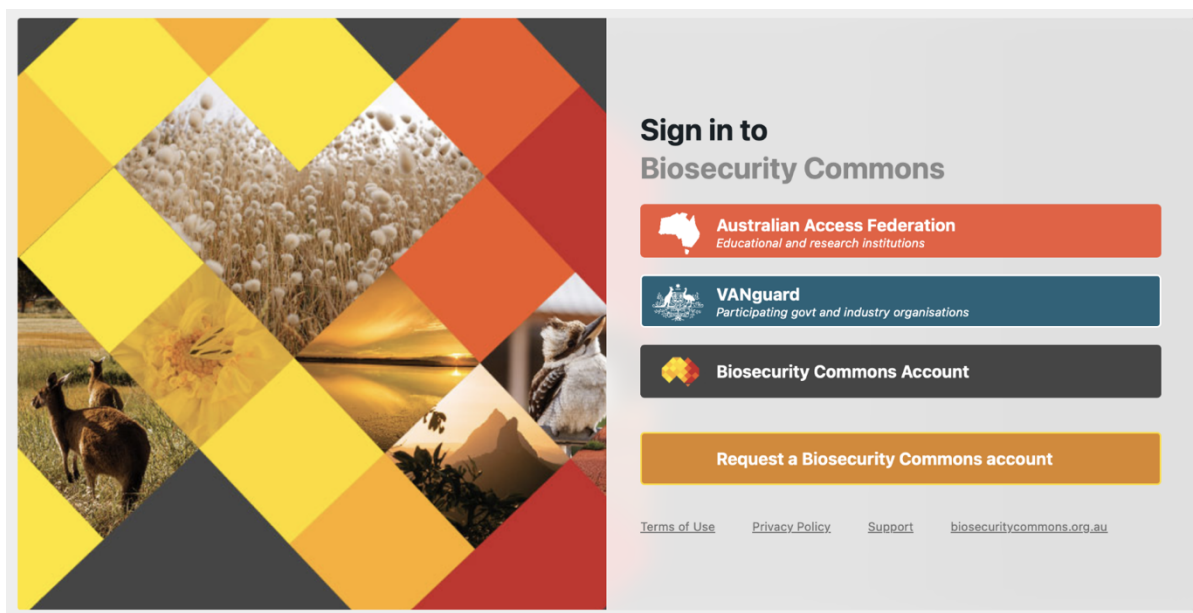 Sign in to
Biosecurity Commons
Australian Access Federation
Educational and research institutions
VANguard
Participating govt and industry organisations
Biosecurity Commons Account
Request a Biosecurity Commons account
Terms of Use Privacy Policy Support biosecuritycommons.org.au